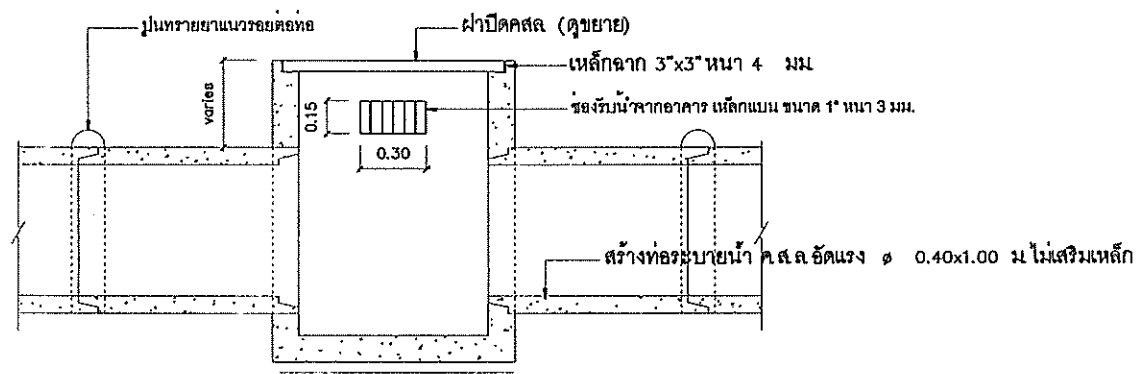 ปูนทรายยาแนวรอยต่อท่อ
ฝาปิดคสล. (ดูขยาย)
เหล็กฉาก 3"x3" หนา 4 มม.
ช่องรับน้ำจากอาคาร เหล็กแบน ขนาด 1" หนา 3 มม.
varies
0.15
0.30
สร้างท่อระบายน้ำ ค.ส.ล.อัดแรง ø 0.40x1.00 ม.ไม่เสริมเหล็ก